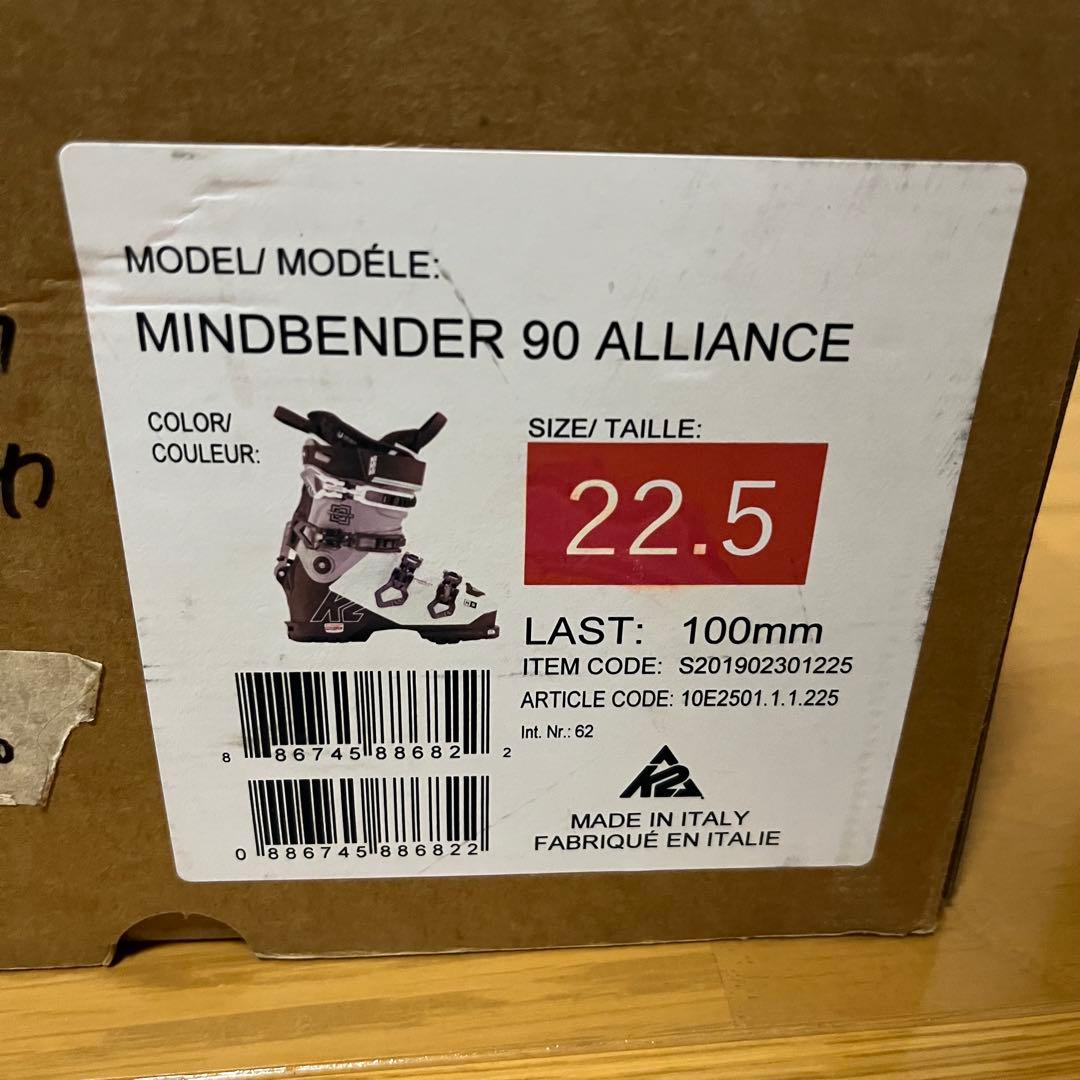 MODEL/ MODÉLE:
MINDBENDER 90 ALLIANCE
COLOR/
COULEUR:
SIZE/ TAILLE:
22.5
K2
LAST: 100mm
ITEM CODE: S201902301225
ARTICLE CODE: 10E2501.1.1.225
Int. Nr.: 62
8 86745 88682 2
0 886745 886822
K2
MADE IN ITALY
FABRIQUÉ EN ITALIE